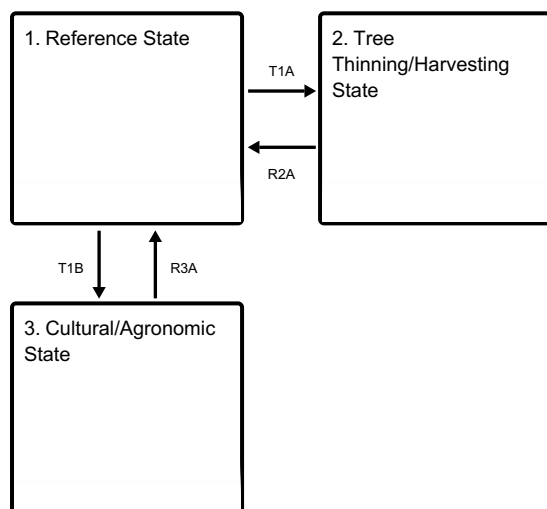 1. Reference State
2. Tree
Thinning/Harvesting
State
T1A
R2A
T1B
R3A
3. Cultural/Agronomic
State